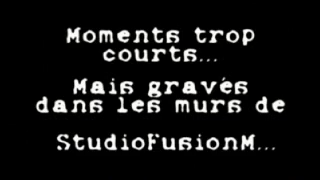 Moments trop
courts...
Mais gravés
dans les murs de
StudioFusionM...